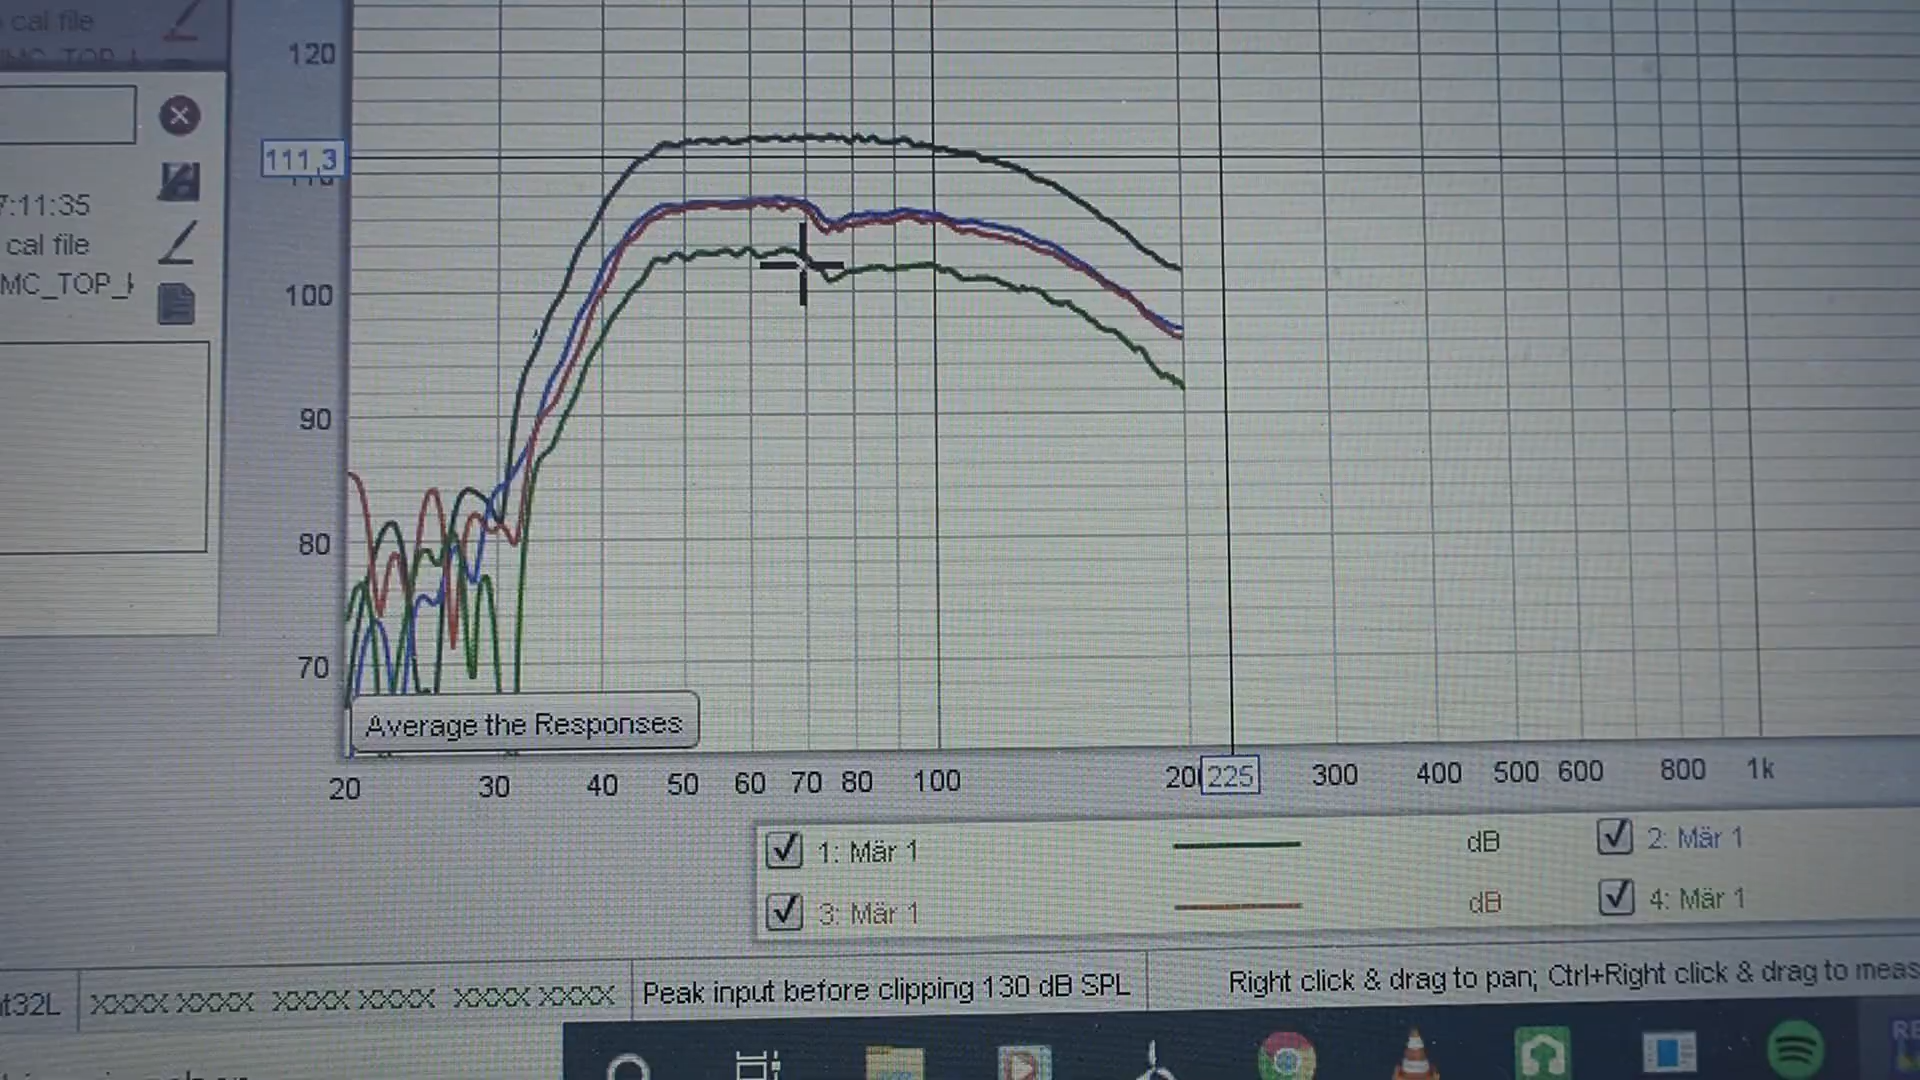 cal file
120
111,3
7:11:35
cal file
MC_TOP_
100
90
80
70
Average the Responses
20 30 40 50 60 70 80 100 20 225 300 400 500 600 800 1k
1: Mär 1 dB 2: Mär 1
3: Mär 1 dB 4: Mär 1
t32L XXXX XXXX XXXX XXXX XXXX XXXX Peak input before clipping 130 dB SPL Right click & drag to pan; Ctrl+Right click & drag to meas
RE